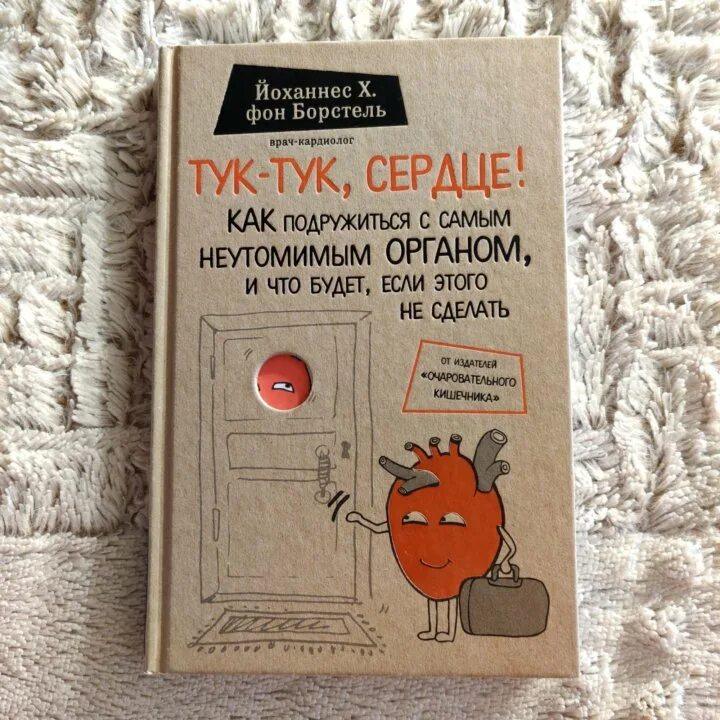 Йоханнес Х.
фон Борстель
врач-кардиолог
ТУК-ТУК, СЕРДЦЕ!
КАК ПОДРУЖИТЬСЯ С САМЫМ
НЕУТОМИМЫМ ОРГАНОМ,
И ЧТО БУДЕТ, ЕСЛИ ЭТОГО
НЕ СДЕЛАТЬ
ОТ ИЗДАТЕЛЕЙ
«ОЧАРОВАТЕЛЬНОГО
КИШЕЧНИКА»